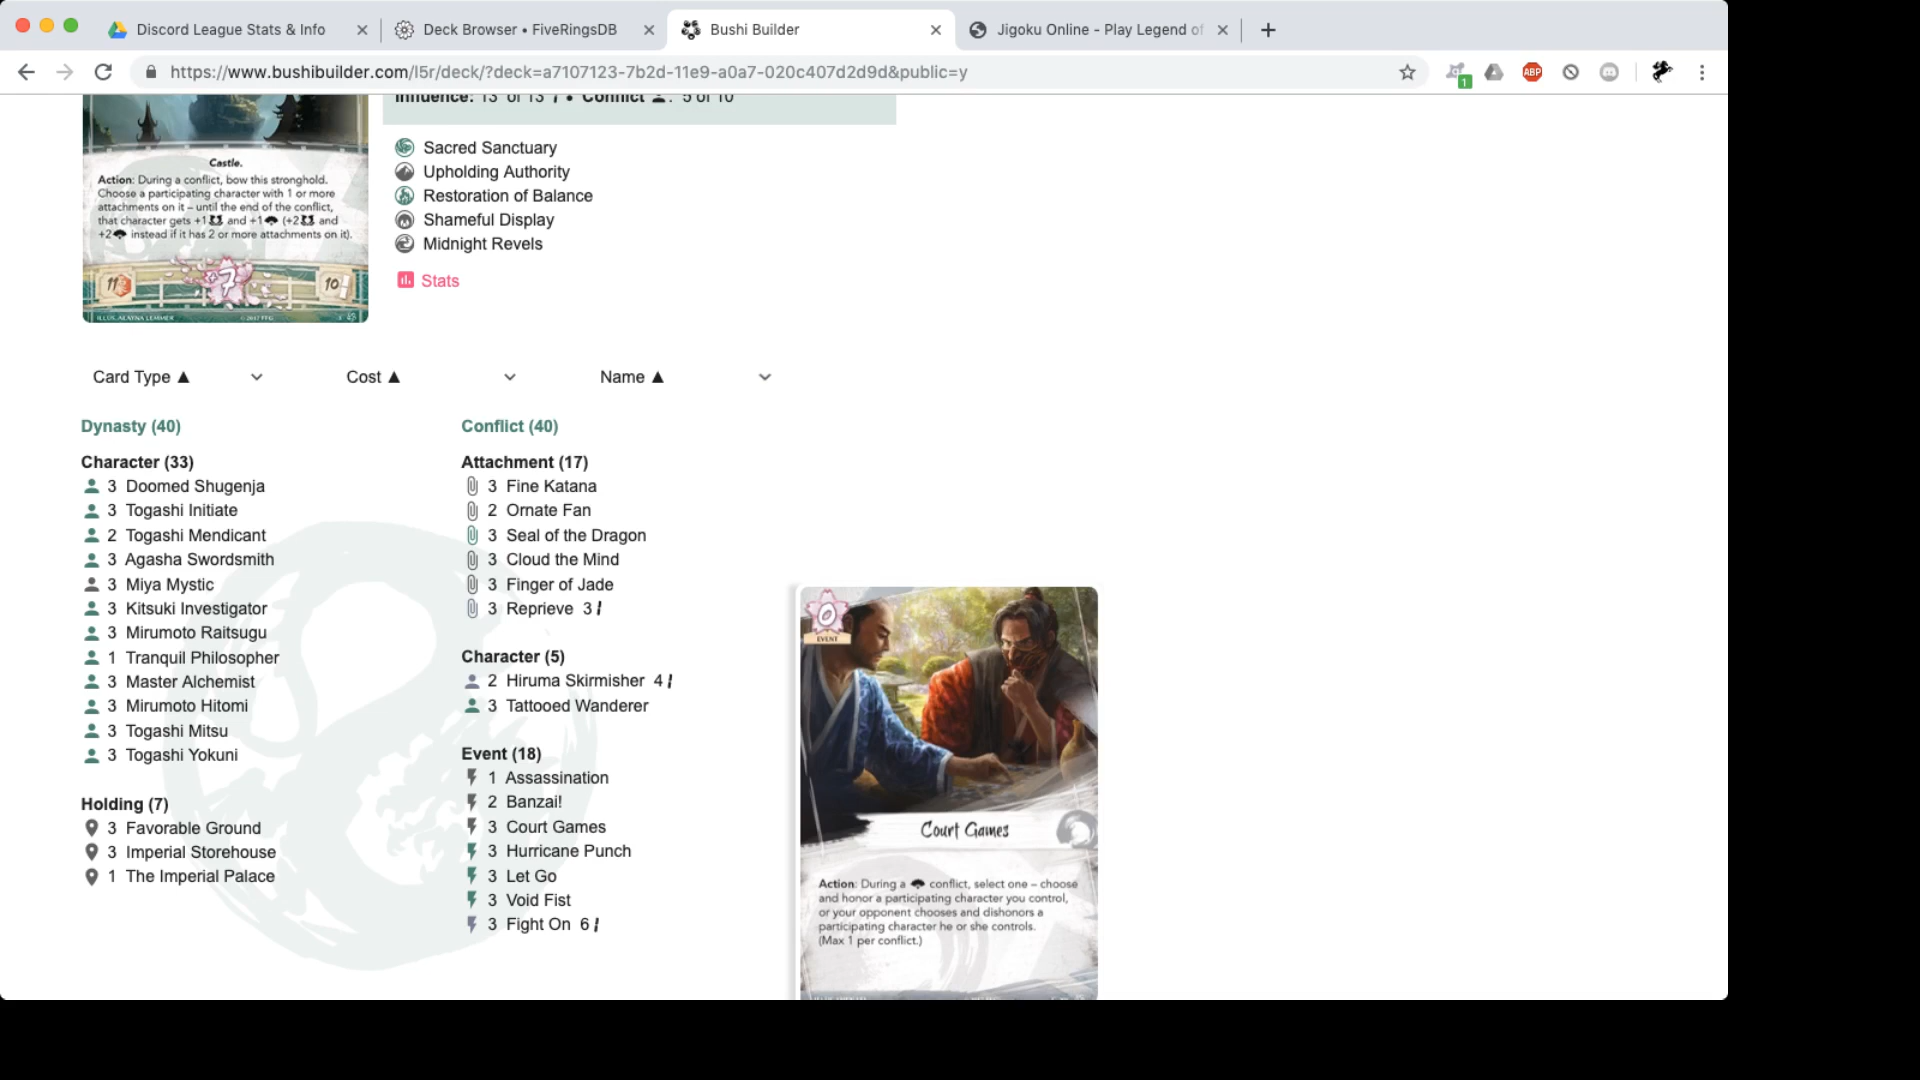 Discord League Stats & Info
Deck Browser • FiveRingsDB
Bushi Builder
Jigoku Online - Play Legend of
https://www.bushibuilder.com/l5r/deck/?deck=a7107123-7b2d-11e9-a0a7-020c407d2d9d&public=y
1
ABP
Influence: 13 of 13 • Conflict : 5 of 10
Castle.
Action: During a conflict, bow this stronghold.
Choose a participating character with 1 or more
attachments on it – until the end of the conflict,
that character gets +1 and +1 (+2 and
+2 instead if it has 2 or more attachments on it).
11
+7
10
Sacred Sanctuary
Upholding Authority
Restoration of Balance
Shameful Display
Midnight Revels
Stats
Card Type ▲
Cost ▲
Name ▲
Dynasty (40)
Character (33)
3 Doomed Shugenja
3 Togashi Initiate
2 Togashi Mendicant
3 Agasha Swordsmith
3 Miya Mystic
3 Kitsuki Investigator
3 Mirumoto Raitsugu
1 Tranquil Philosopher
3 Master Alchemist
3 Mirumoto Hitomi
3 Togashi Mitsu
3 Togashi Yokuni
Holding (7)
3 Favorable Ground
3 Imperial Storehouse
1 The Imperial Palace
Conflict (40)
Attachment (17)
3 Fine Katana
2 Ornate Fan
3 Seal of the Dragon
3 Cloud the Mind
3 Finger of Jade
3 Reprieve 3
Character (5)
2 Hiruma Skirmisher 4
3 Tattooed Wanderer
Event (18)
1 Assassination
2 Banzai!
3 Court Games
3 Hurricane Punch
3 Let Go
3 Void Fist
3 Fight On 6
0
EVENT
Court Games
Action: During a conflict, select one – choose
and honor a participating character you control,
or your opponent chooses and dishonors a
participating character he or she controls.
(Max 1 per conflict.)